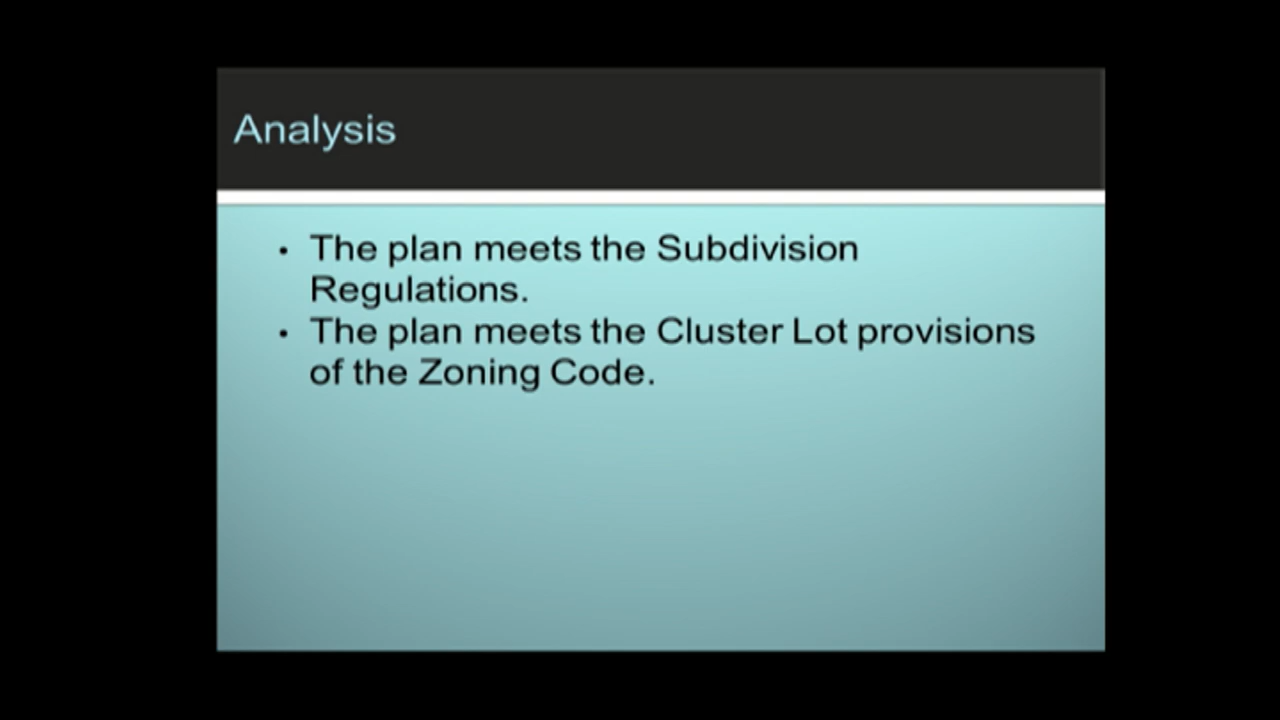 Analysis
• The plan meets the Subdivision
Regulations.
• The plan meets the Cluster Lot provisions
of the Zoning Code.